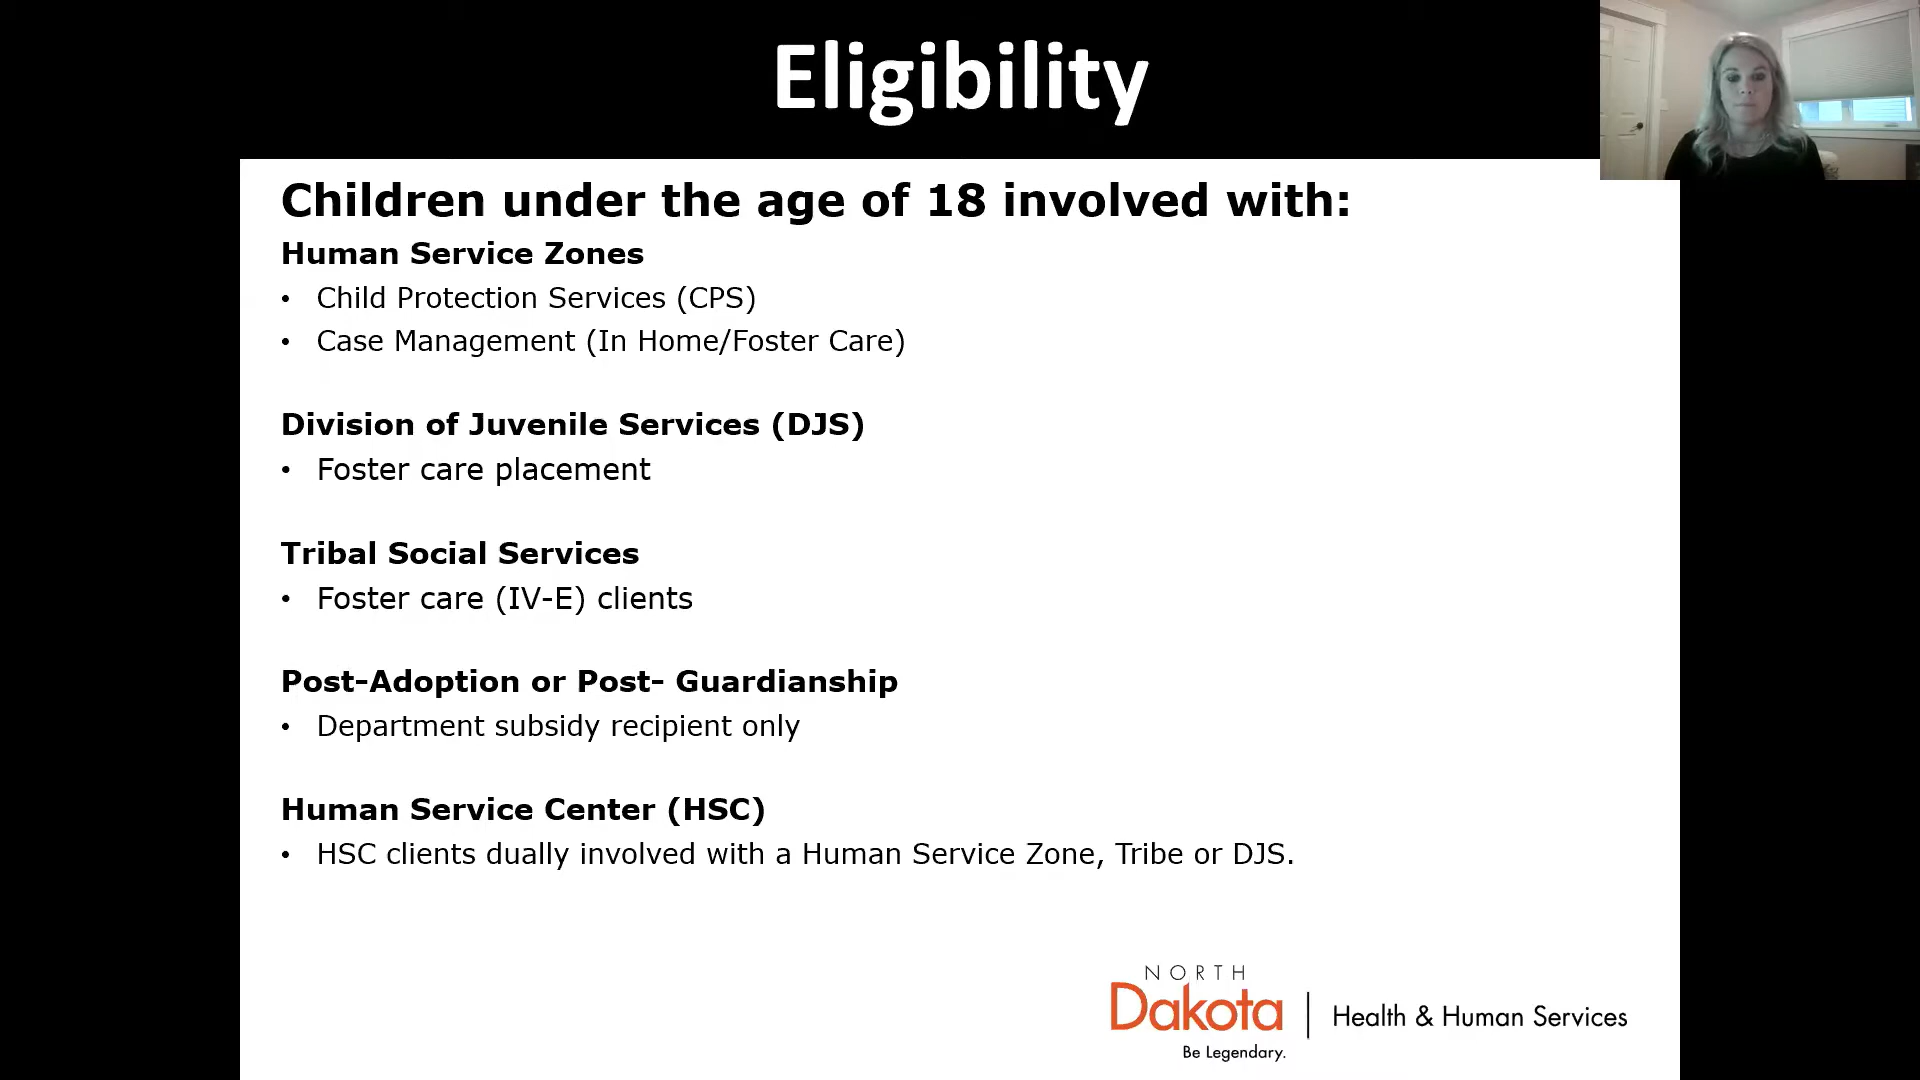 Eligibility
Children under the age of 18 involved with:
Human Service Zones
• Child Protection Services (CPS)
• Case Management (In Home/Foster Care)
Division of Juvenile Services (DJS)
• Foster care placement
Tribal Social Services
• Foster care (IV-E) clients
Post-Adoption or Post- Guardianship
• Department subsidy recipient only
Human Service Center (HSC)
• HSC clients dually involved with a Human Service Zone, Tribe or DJS.
NORTH
Dakota
Be Legendary.
Health & Human Services